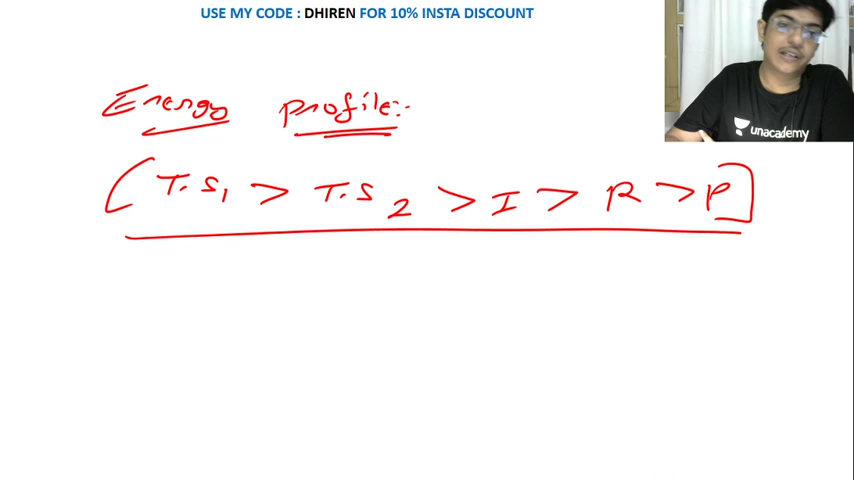 USE MY CODE : DHIREN FOR 10% INSTA DISCOUNT
unacademy
Energy profile:-
(T.S1 > T.S2 > I > R > P]